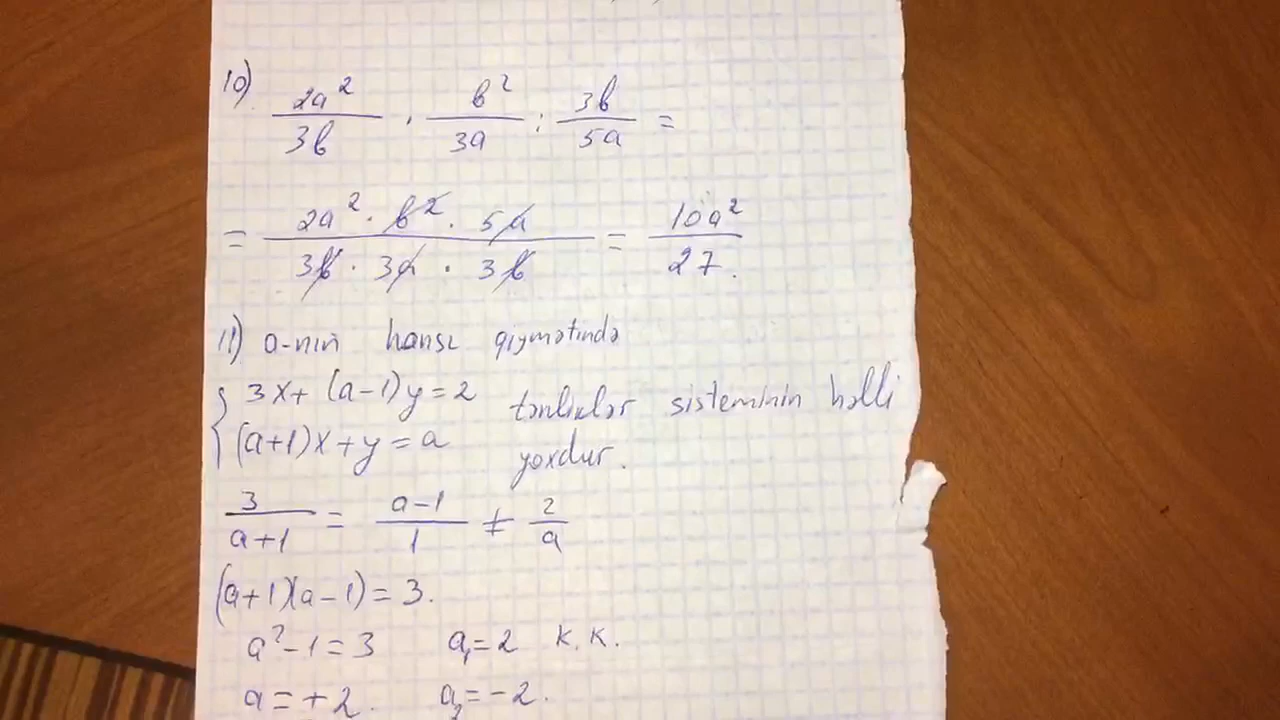 10) 2a²/3b · b²/3a : 3b/5a =
= 2a² · b² · 5a / 3b · 3a · 3b = 10a²/27.
11) a-nın hansı qiymətində
{ 3x + (a-1)y = 2 tənliklər sisteminin həlli
(a+1)x + y = a yoxdur.
3/a+1 = a-1/1 ≠ 2/a
(a+1)(a-1) = 3.
a² - 1 = 3 a₁ = 2 k.k.
a = ±2. a₂ = -2.